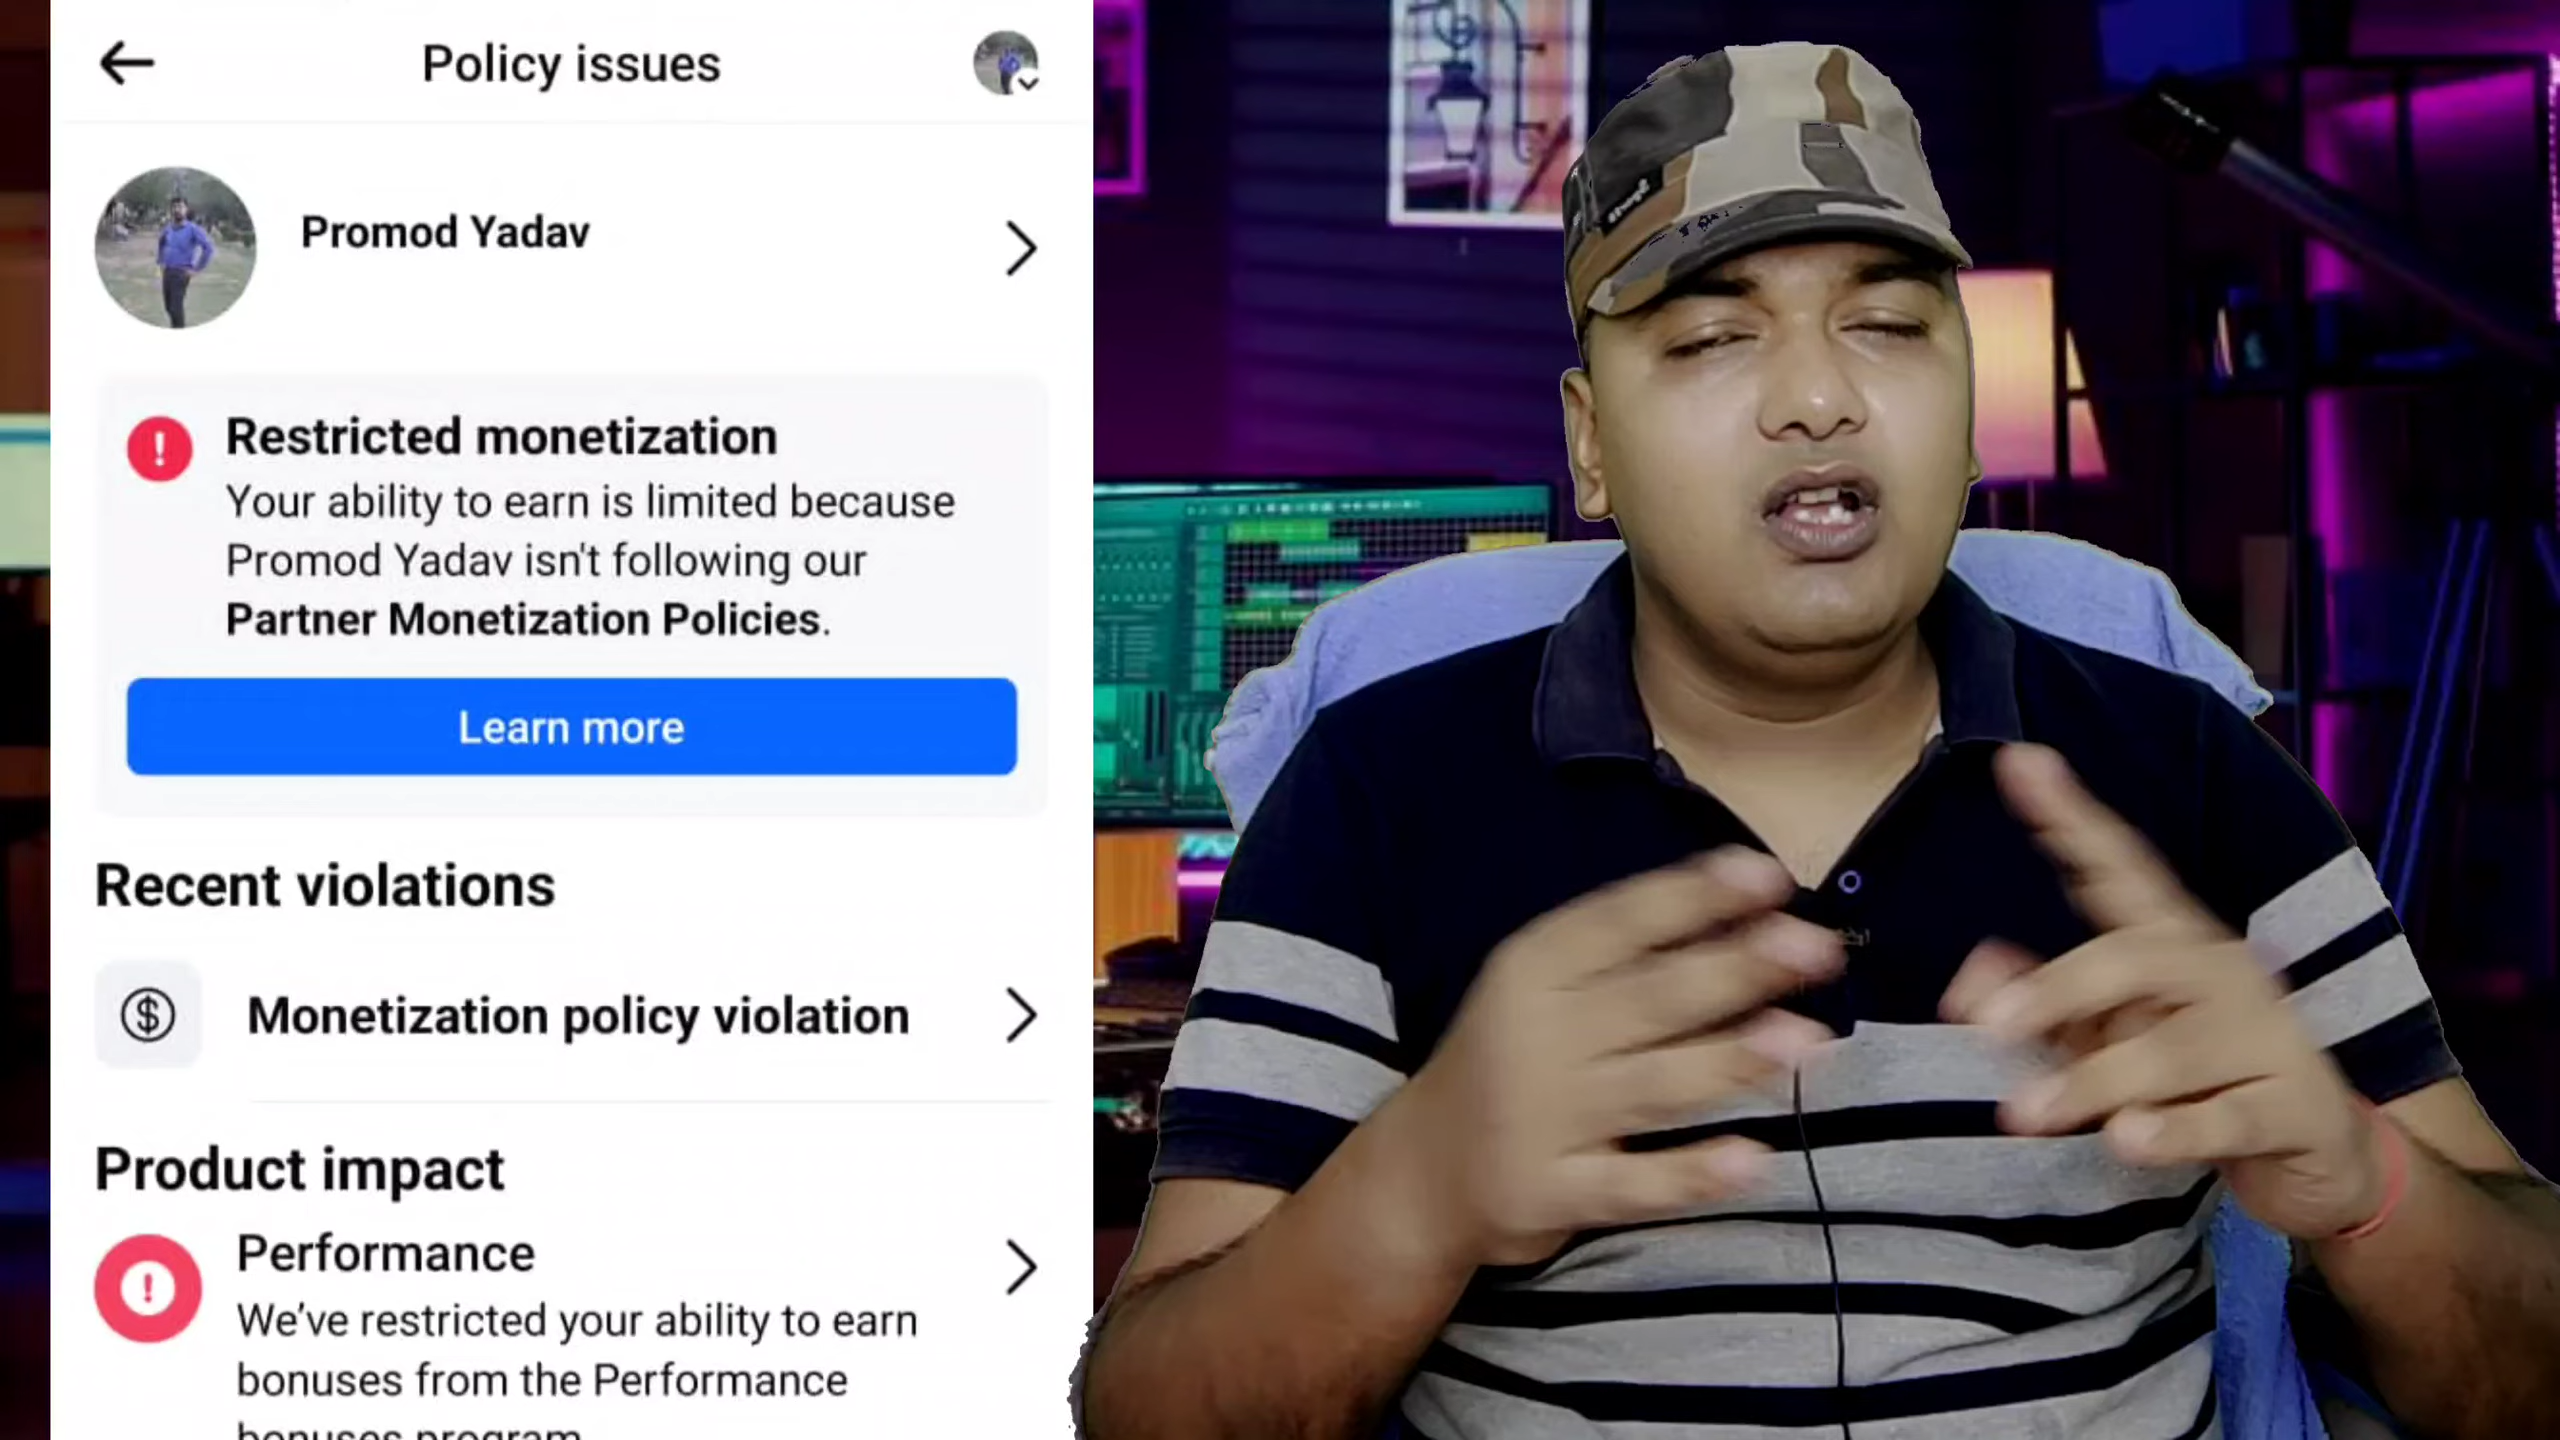 Policy issues
Promod Yadav
Restricted monetization
Your ability to earn is limited because
Promod Yadav isn't following our
Partner Monetization Policies.
Learn more
Recent violations
Monetization policy violation
Product impact
Performance
We've restricted your ability to earn
bonuses from the Performance
bonuses program